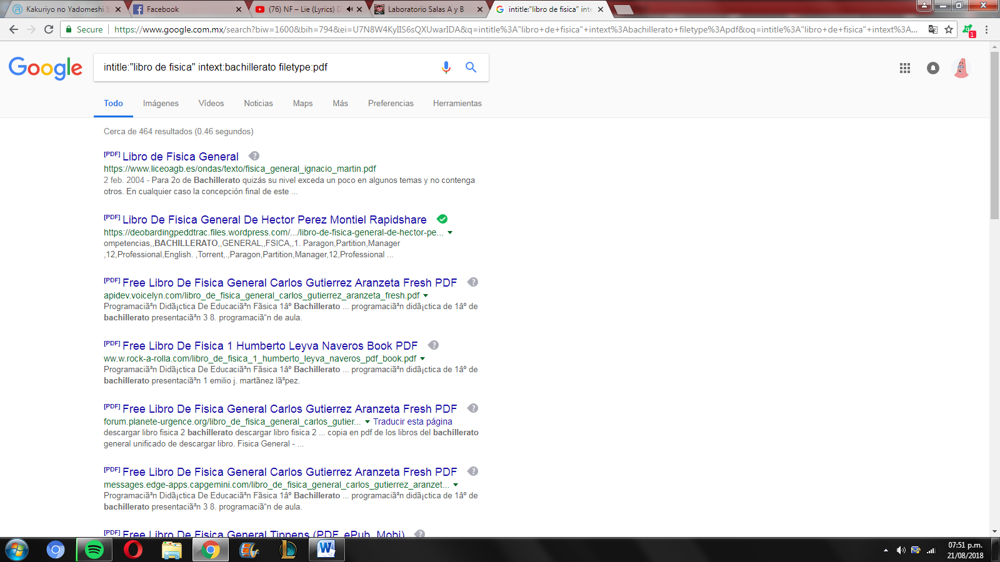 Kakuriyo no Yadomeshi S
Facebook
(76) NF – Lie (Lyrics) D
Laboratorio Salas A y B
intitle:"libro de fisica" inte
Secure
https://www.google.com.mx/search?biw=1600&bih=794&ei=U7N8W4KyIIS6sQXUwarIDA&q=intitle%3A"libro+de+fisica"+intext%3Abachillerato+filetype%3Apdf&oq=intitle%3A"libro+de+fisica"+intext%3A...
1
Google
intitle:"libro de fisica" intext:bachillerato filetype:pdf
Todo Imágenes Vídeos Noticias Maps Más Preferencias Herramientas
Cerca de 464 resultados (0.46 segundos)
[PDF] Libro de Fisica General
https://www.liceoagb.es/ondas/texto/fisica_general_ignacio_martin.pdf
2 feb. 2004 - Para 2o de Bachillerato quizás su nivel exceda un poco en algunos temas y no contenga
otros. En cualquier caso la concepción final de este ...
[PDF] Libro De Fisica General De Hector Perez Montiel Rapidshare
https://deobardingpeddtrac.files.wordpress.com/.../libro-de-fisica-general-de-hector-pe...
ompetencias,,BACHILLERATO,,GENERAL,,FSICA,,1. Paragon,Partition,Manager
,12,Professional,English. ,Torrent,.,Paragon,Partition,Manager,12,Professional ...
[PDF] Free Libro De Fisica General Carlos Gutierrez Aranzeta Fresh PDF
apidev.voicelyn.com/libro_de_fisica_general_carlos_gutierrez_aranzeta_fresh.pdf
Programaciã³n Didã¡ctica De Educaciã³n Fãsica 1âº Bachillerato ... programaciã³n didã¡ctica de 1âº de
bachillerato presentaciã³n 3 8. programaciã“n de aula.
[PDF] Free Libro De Fisica 1 Humberto Leyva Naveros Book PDF
ww.w.rock-a-rolla.com/libro_de_fisica_1_humberto_leyva_naveros_pdf_book.pdf
Programaciã³n Didã¡ctica De Educaciã³n Fãsica 1âº Bachillerato ... programaciã³n didã¡ctica de 1âº de
bachillerato presentaciã³n 1 emilio j. martãnez lãªpez.
[PDF] Free Libro De Fisica General Carlos Gutierrez Aranzeta Fresh PDF
forum.planete-urgence.org/libro_de_fisica_general_carlos_gutier... Traducir esta página
descargar libro fisica 2 bachillerato descargar libro fisica 2 ... copia en pdf de los libros del bachillerato
general unificado de descargar libro. Fisica General - ...
[PDF] Free Libro De Fisica General Carlos Gutierrez Aranzeta Fresh PDF
messages.edge-apps.capgemini.com/libro_de_fisica_general_carlos_gutierrez_aranzet...
Programaciã³n Didã¡ctica De Educaciã³n Fãsica 1âº Bachillerato ... programaciã³n didã¡ctica de 1âº de
bachillerato presentaciã³n 3 8. programaciã“n de aula.
[PDF] Free Libro De Fisica General Tippens (PDF, ePub, Mobi)
07:51 p.m.
21/08/2018